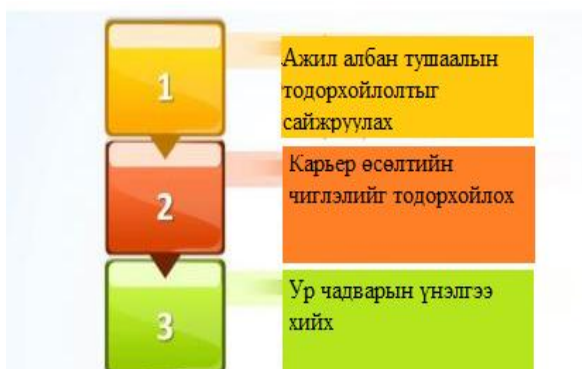 1
Ажил албан тушаалын
тодорхойлолтыг
сайжруулах
2
Карьер өсөлтийн
чиглэлийг тодорхойлох
3
Ур чадварын үнэлгээ
хийх